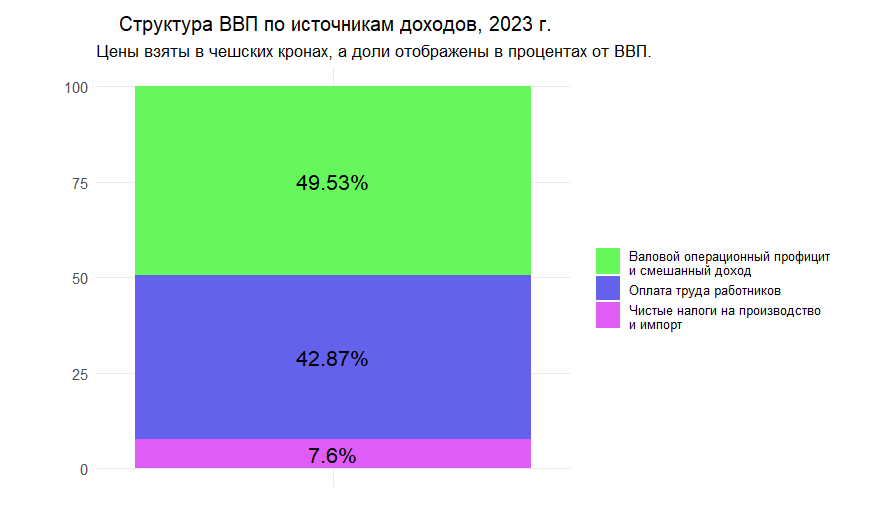 Структура ВВП по источникам доходов, 2023 г.
Цены взяты в чешских кронах, а доли отображены в процентах от ВВП.
100
75
50
25
0
49.53%
42.87%
7.6%
Валовой операционный профицит
и смешанный доход
Оплата труда работников
Чистые налоги на производство
и импорт